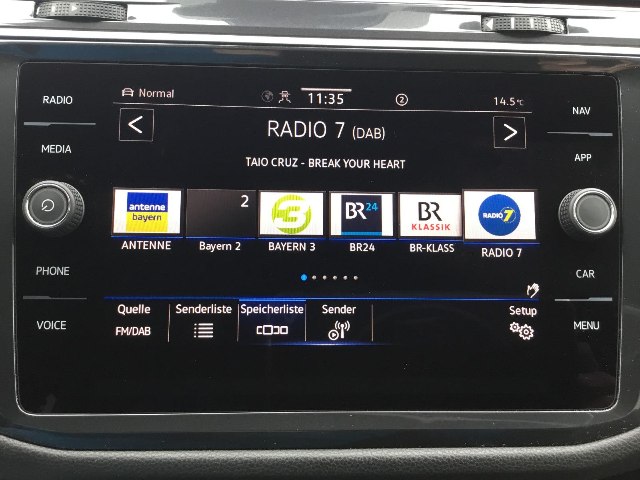 RADIO
MEDIA
PHONE
VOICE
NAV
APP
CAR
MENU
Normal
11:35
2
14.5°C
<
RADIO 7 (DAB)
>
TAIO CRUZ - BREAK YOUR HEART
antenne
bayern
2
3
BR24
BR
KLASSIK
RADIO 7
ANTENNE
Bayern 2
BAYERN 3
BR24
BR-KLASS
RADIO 7
Quelle
FM/DAB
Senderliste
Speicherliste
Sender
Setup